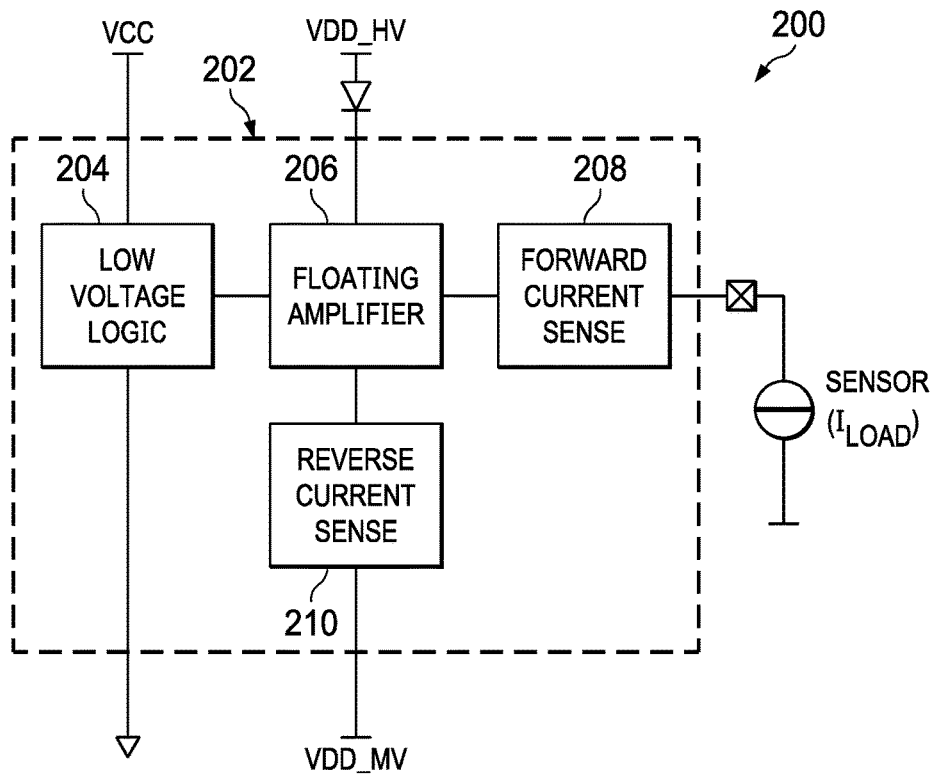 VCC
VDD_HV
200
202
204
206
208
LOW
VOLTAGE
LOGIC
FLOATING
AMPLIFIER
FORWARD
CURRENT
SENSE
SENSOR
(I LOAD)
REVERSE
CURRENT
SENSE
210
VDD_MV